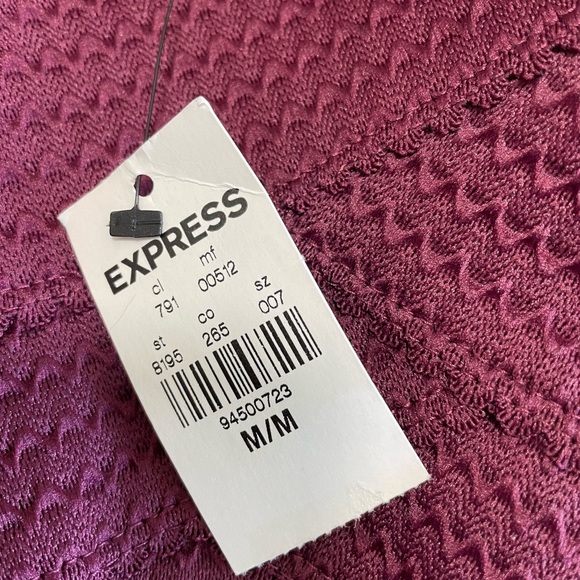 EXPRESS
cl mf
791 00512
st co sz
8195 265 007
94500723
M/M